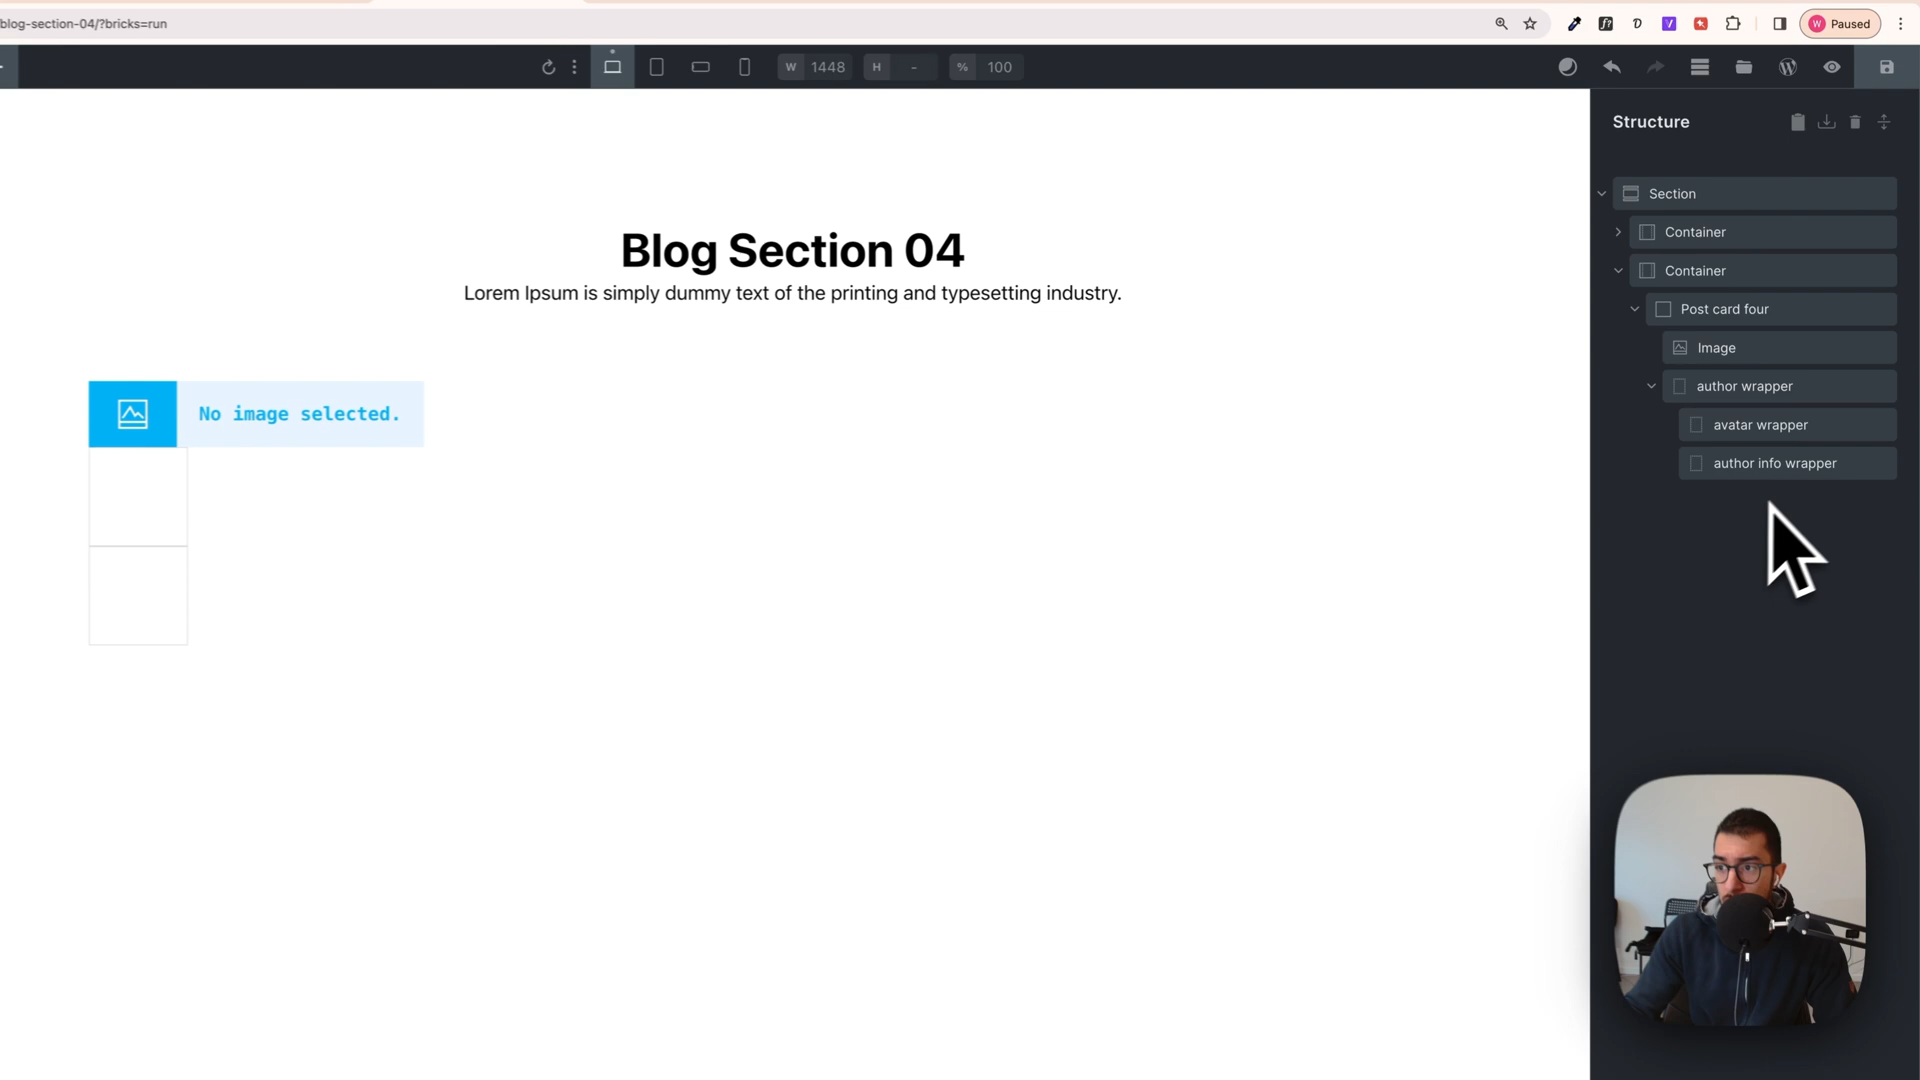 blog-section-04/?bricks=run
W Paused
W 1448 H - % 100
Structure
Section
Container
Container
Post card four
Image
author wrapper
avatar wrapper
author info wrapper
Blog Section 04
Lorem Ipsum is simply dummy text of the printing and typesetting industry.
No image selected.